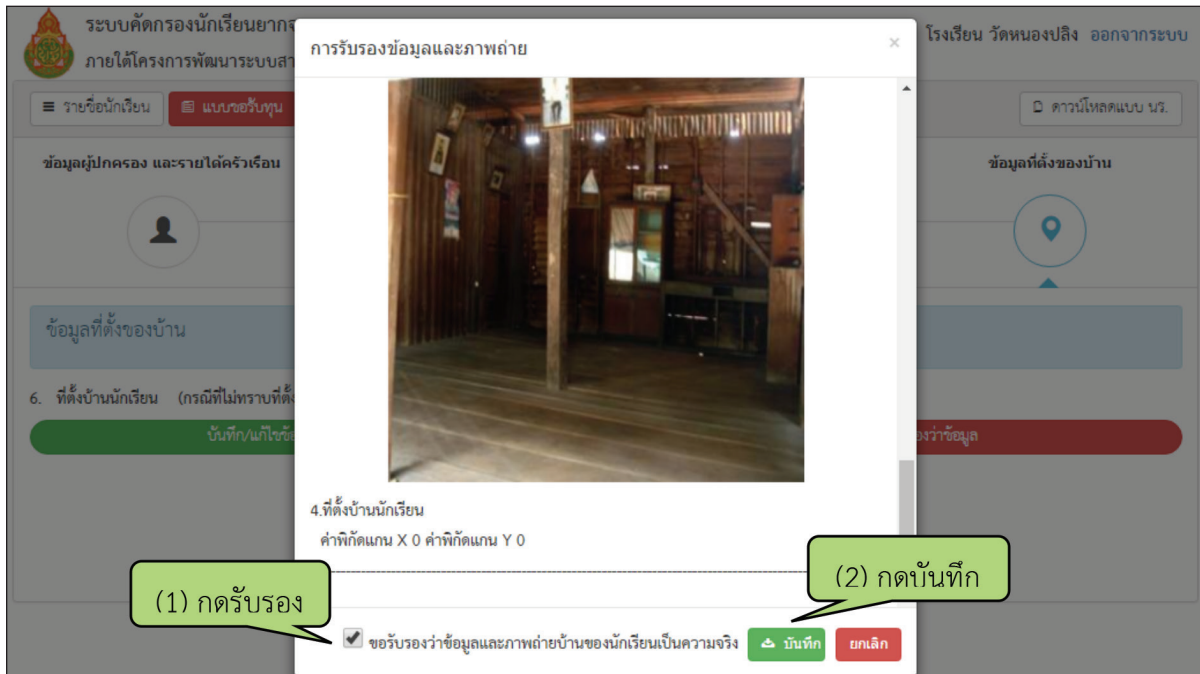 ระบบคัดกรองนักเรียนยาก
ภายใต้โครงการพัฒนาระบบสา
โรงเรียน วัดหนองปลิง ออกจากระบบ
การรับรองข้อมูลและภาพถ่าย
×
รายชื่อนักเรียน
แบบขอรับทุน
ดาวน์โหลดแบบ นร.
ข้อมูลผู้ปกครอง และรายได้ครัวเรือน
ข้อมูลที่ตั้งของบ้าน
ข้อมูลที่ตั้งของบ้าน
6. ที่ตั้งบ้านนักเรียน (กรณีที่ไม่ทราบที่ตั้ง
บันทึก/แก้ไขข้
องว่าข้อมูล
4.ที่ตั้งบ้านนักเรียน
ค่าพิกัดแกน X 0 ค่าพิกัดแกน Y 0
(1) กดรับรอง
(2) กดบันทึก
ขอรับรองว่าข้อมูลและภาพถ่ายบ้านของนักเรียนเป็นความจริง
บันทึก
ยกเลิก